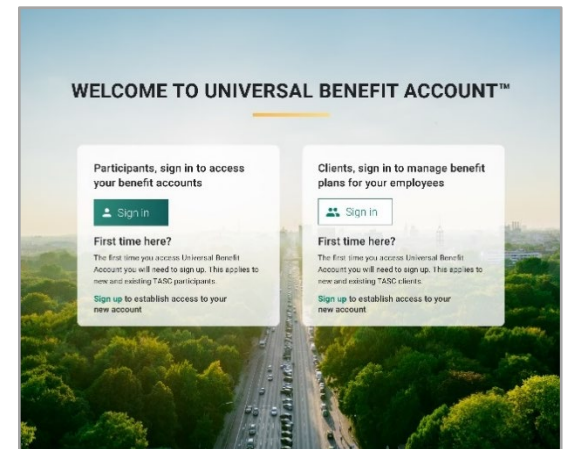 WELCOME TO UNIVERSAL BENEFIT ACCOUNT™
Participants, sign in to access
your benefit accounts
Sign in
First time here?
The first time you access Universal Benefit
Account you will need to sign up. This applies to
new and existing TASC participants.
Sign up to establish access to your
new account
Clients, sign in to manage benefit
plans for your employees
Sign in
First time here?
The first time you access Universal Benefit
Account you will need to sign up. This applies to
new and existing TASC clients.
Sign up to establish access to your
new account